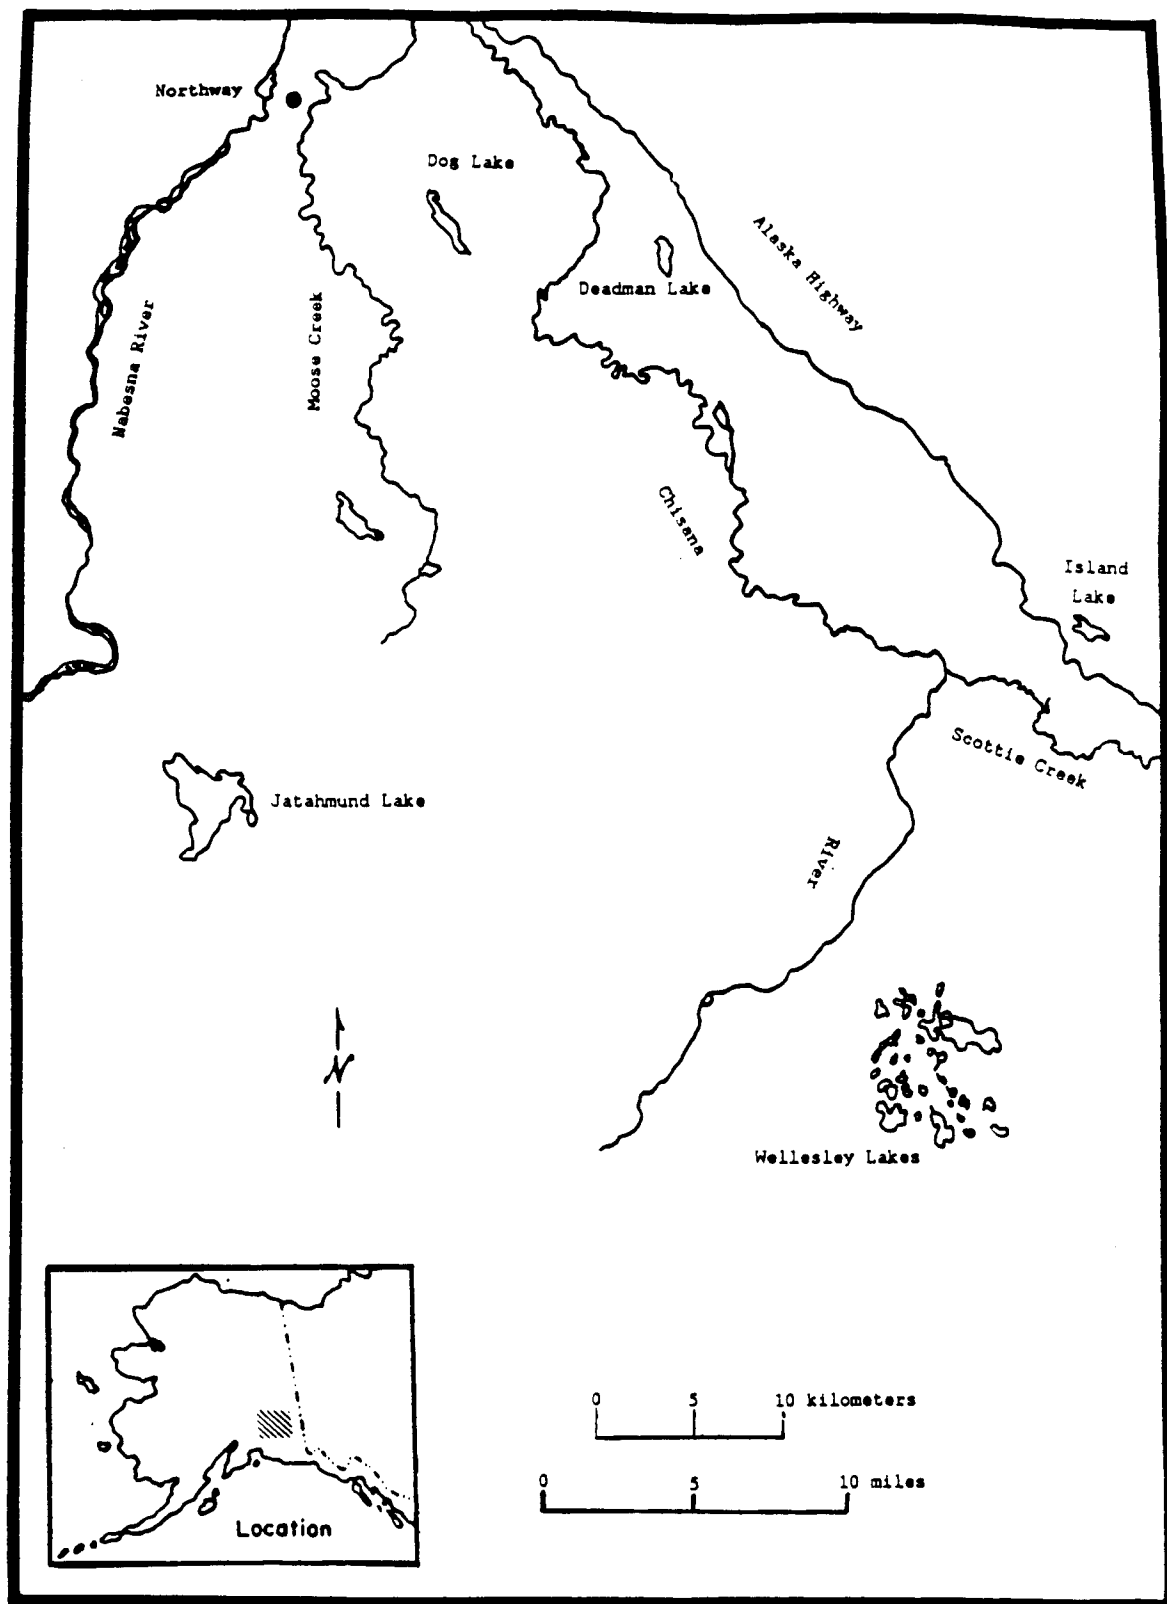 Northway
Dog Lake
Alaska Highway
Deadman Lake
Nabesna River
Moose Creek
Chisana
Island
Lake
Scottie Creek
Jatahmund Lake
River
N
Wellesley Lakes
0 5 10 kilometers
0 5 10 miles
Location